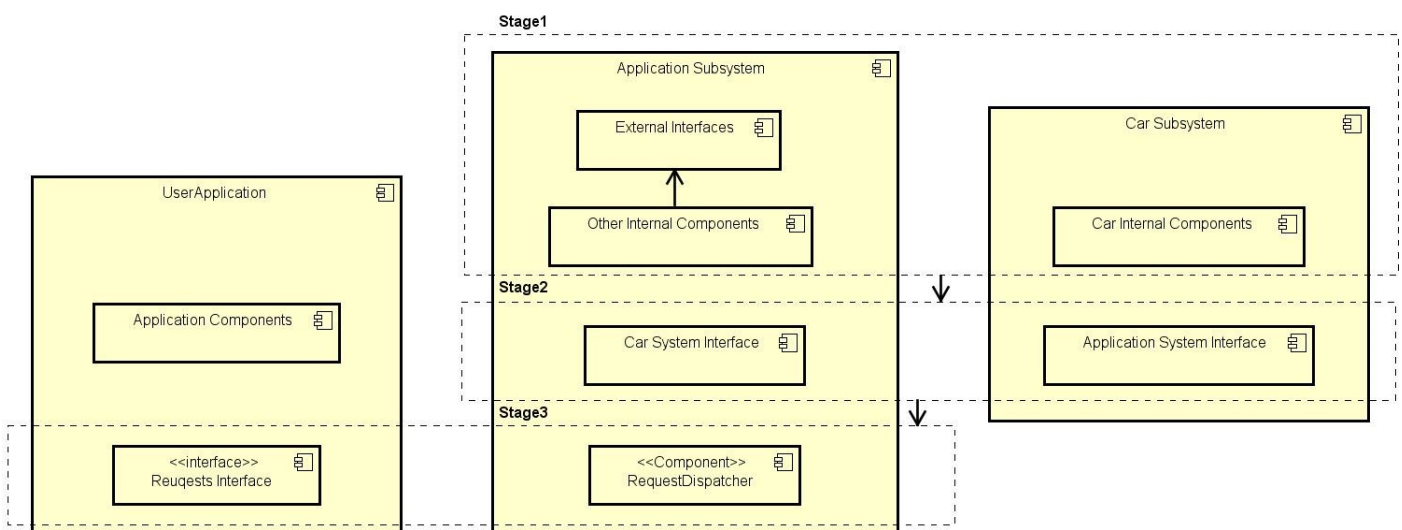 Stage1
Application Subsystem
External Interfaces
Car Subsystem
UserApplication
Other Internal Components
Car Internal Components
Stage2
Application Components
Car System Interface
Application System Interface
Stage3
<<interface>>
Reuqests Interface
<<Component>>
RequestDispatcher